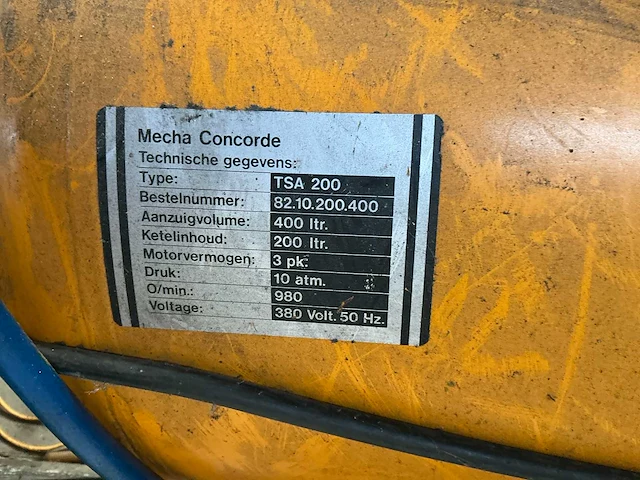 Mecha Concorde
Technische gegevens:
Type: TSA 200
Bestelnummer: 82.10.200.400
Aanzuigvolume: 400 ltr.
Ketelinhoud: 200 ltr.
Motorvermogen: 3 pk.
Druk: 10 atm.
O/min.: 980
Voltage: 380 Volt. 50 Hz.